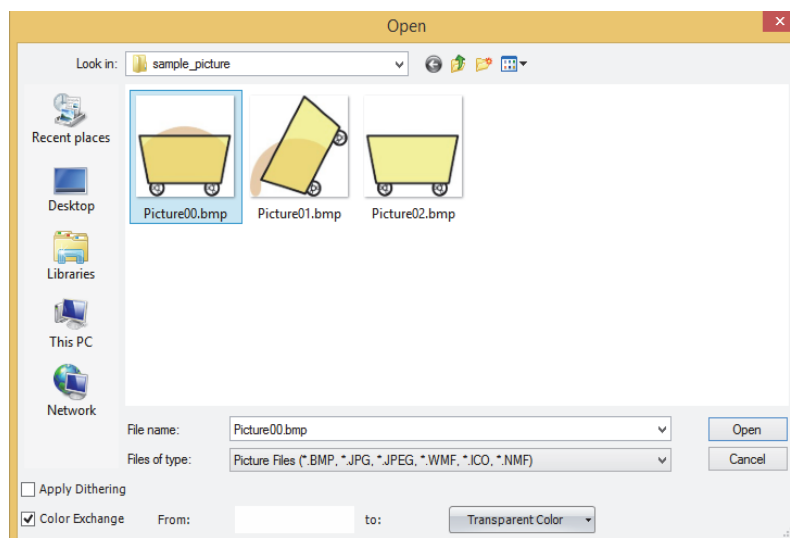 Open
Look in: sample_picture
Recent places
Desktop
Libraries
This PC
Network
Picture00.bmp Picture01.bmp Picture02.bmp
File name: Picture00.bmp Open
Files of type: Picture Files (*.BMP, *.JPG, *.JPEG, *.WMF, *.ICO, *.NMF) Cancel
Apply Dithering
Color Exchange From: to: Transparent Color